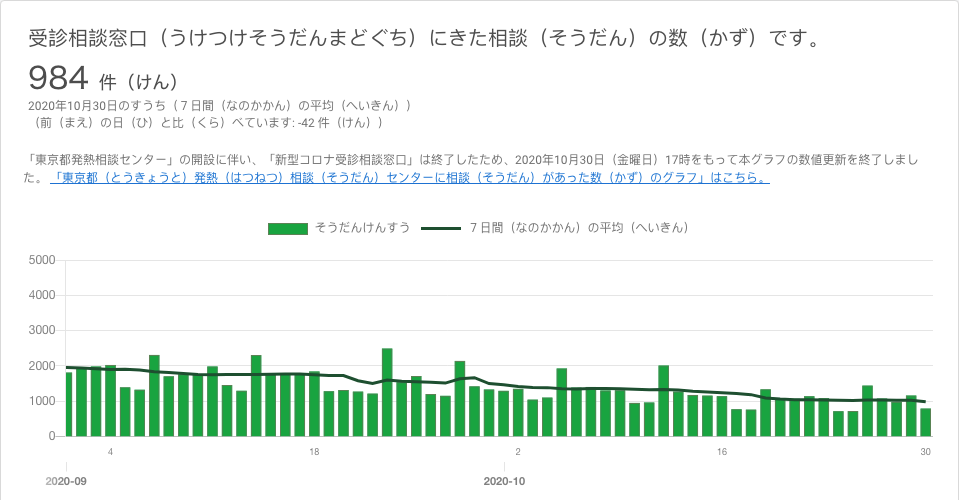 受診相談窓口（うけつけそうだんまどぐち）にきた相談（そうだん）の数（かず）です。
984 件（けん）
2020年10月30日のすうち（７日間（なのかかん）の平均（へいきん））
（前（まえ）の日（ひ）と比（くら）べています: -42 件（けん））
「東京都発熱相談センター」の開設に伴い、「新型コロナ受診相談窓口」は終了したため、2020年10月30日（金曜日）17時をもって本グラフの数値更新を終了しまし
た。 「東京都（とうきょうと）発熱（はつねつ）相談（そうだん）センターに相談（そうだん）があった数（かず）のグラフ」はこちら。
そうだんけんすう ７日間（なのかかん）の平均（へいきん）
5000
4000
3000
2000
1000
0
4 18 2 16 30
2020-09 2020-10